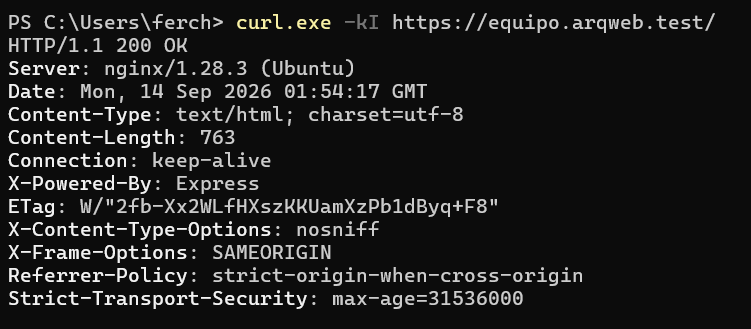 PS C:\Users\ferch> curl.exe -kI https://equipo.arqweb.test/
HTTP/1.1 200 OK
Server: nginx/1.28.3 (Ubuntu)
Date: Mon, 14 Sep 2026 01:54:17 GMT
Content-Type: text/html; charset=utf-8
Content-Length: 763
Connection: keep-alive
X-Powered-By: Express
ETag: W/"2fb-Xx2WLfHXszKKUamXzPb1dByq+F8"
X-Content-Type-Options: nosniff
X-Frame-Options: SAMEORIGIN
Referrer-Policy: strict-origin-when-cross-origin
Strict-Transport-Security: max-age=31536000